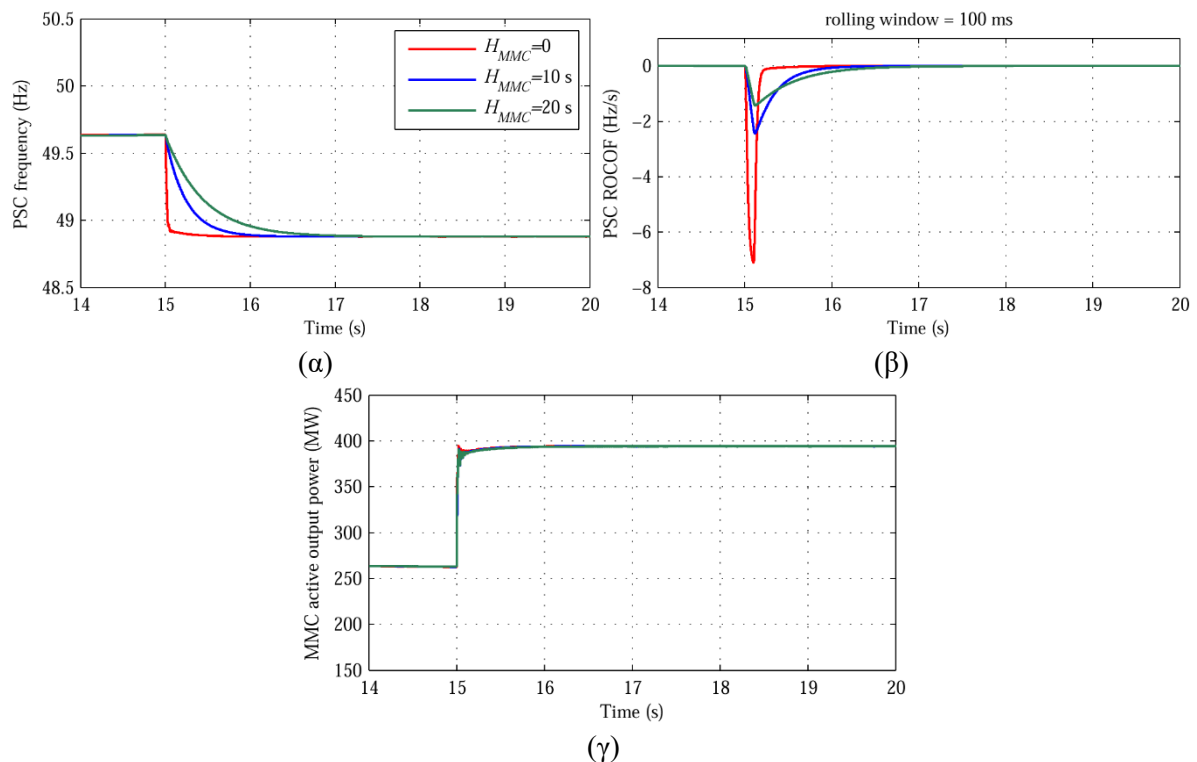 50.5
50
49.5
49
48.5
PSC frequency (Hz)
H_MMC=0
H_MMC=10 s
H_MMC=20 s
14 15 16 17 18 19 20
Time (s)
(α)
rolling window = 100 ms
0
−2
−4
−6
−8
PSC ROCOF (Hz/s)
14 15 16 17 18 19 20
Time (s)
(β)
450
400
350
300
250
200
150
MMC active output power (MW)
14 15 16 17 18 19 20
Time (s)
(γ)